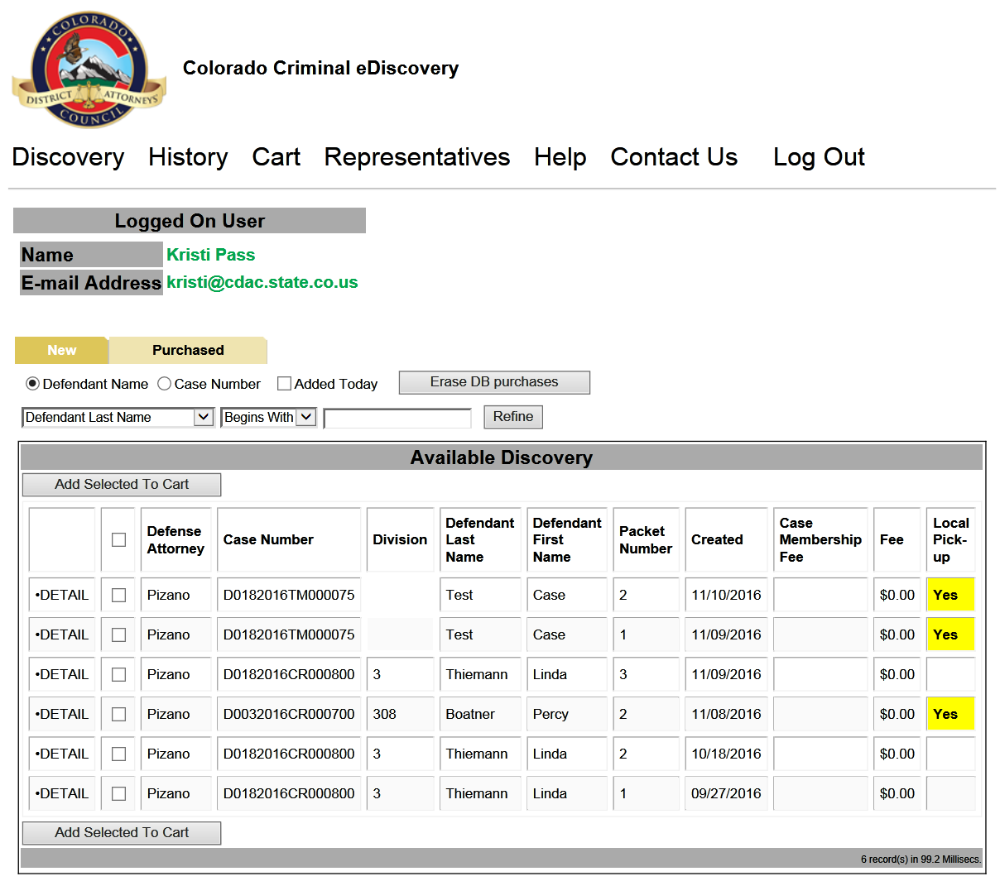 COLORADO
DISTRICT ATTORNEYS
COUNCIL
Colorado Criminal eDiscovery
Discovery History Cart Representatives Help Contact Us Log Out
Logged On User
Name Kristi Pass
E-mail Address kristi@cdac.state.co.us
New Purchased
Defendant Name Case Number Added Today Erase DB purchases
Defendant Last Name Begins With Refine
Available Discovery
Add Selected To Cart
Defense Attorney Case Number Division Defendant Last Name Defendant First Name Packet Number Created Case Membership Fee Fee Local Pick-up
•DETAIL Pizano D0182016TM000075 Test Case 2 11/10/2016 $0.00 Yes
•DETAIL Pizano D0182016TM000075 Test Case 1 11/09/2016 $0.00 Yes
•DETAIL Pizano D0182016CR000800 3 Thiemann Linda 3 11/09/2016 $0.00
•DETAIL Pizano D0032016CR000700 308 Boatner Percy 2 11/08/2016 $0.00 Yes
•DETAIL Pizano D0182016CR000800 3 Thiemann Linda 2 10/18/2016 $0.00
•DETAIL Pizano D0182016CR000800 3 Thiemann Linda 1 09/27/2016 $0.00
Add Selected To Cart
6 record(s) in 99.2 Millisecs.